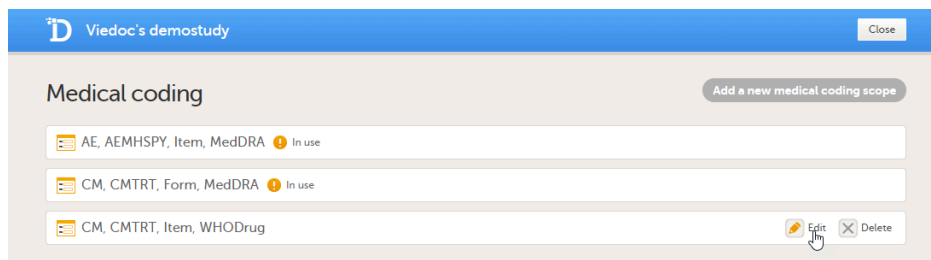 Viedoc's demostudy Close
Medical coding Add a new medical coding scope
AE, AEMHSPY, Item, MedDRA In use
CM, CMTRT, Form, MedDRA In use
CM, CMTRT, Item, WHODrug Edit Delete